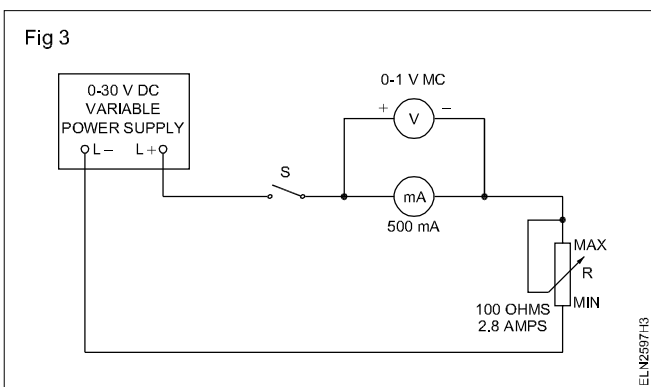 Fig 3
0-30 V DC
VARIABLE
POWER SUPPLY
L− L+
S
0-1 V MC
+ −
V
mA
500 mA
MAX
R
MIN
100 OHMS
2.8 AMPS
ELN2597H3